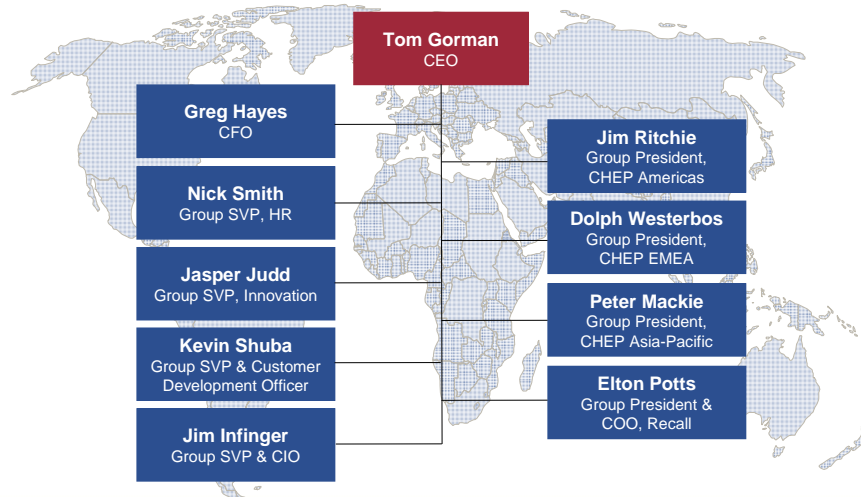 Tom Gorman
CEO
Greg Hayes
CFO
Nick Smith
Group SVP, HR
Jasper Judd
Group SVP, Innovation
Kevin Shuba
Group SVP & Customer
Development Officer
Jim Infinger
Group SVP & CIO
Jim Ritchie
Group President,
CHEP Americas
Dolph Westerbos
Group President,
CHEP EMEA
Peter Mackie
Group President,
CHEP Asia-Pacific
Elton Potts
Group President &
COO, Recall